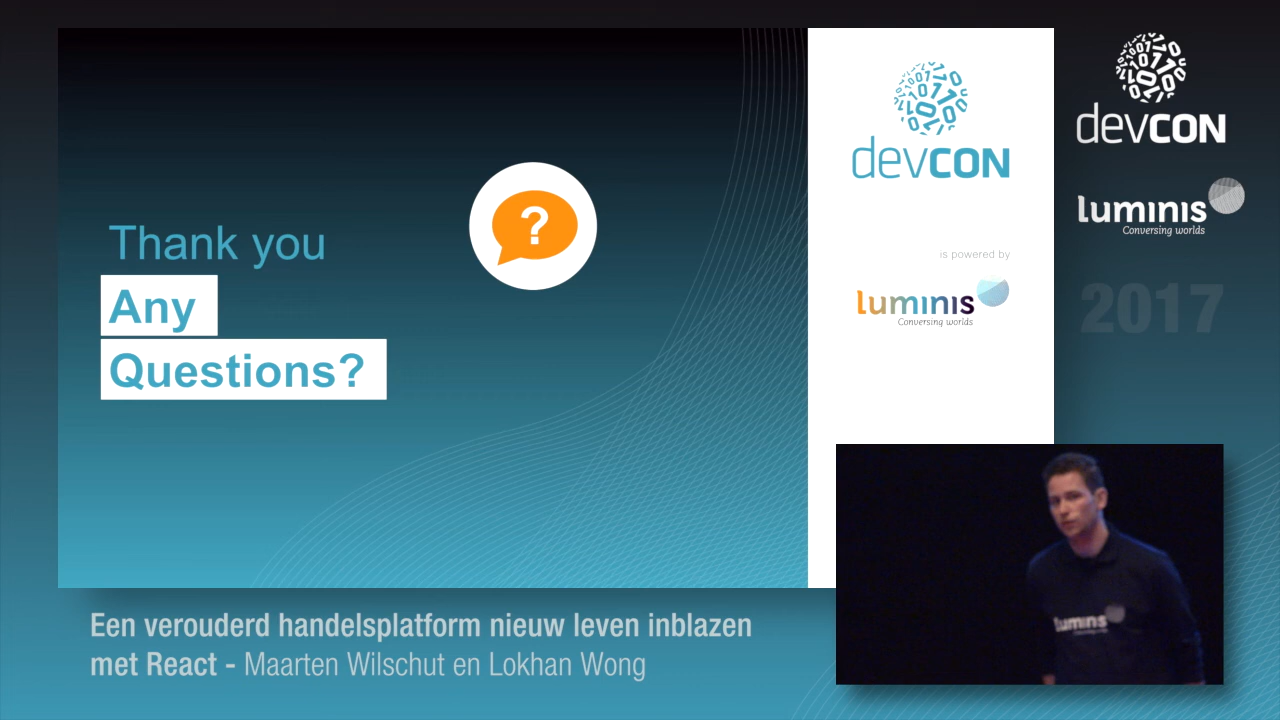 Thank you
Any
Questions?
?
devCON
is powered by
luminis
Conversing worlds
devCON
luminis
Conversing worlds
2017
luminis
Een verouderd handelsplatform nieuw leven inblazen
met React - Maarten Wilschut en Lokhan Wong